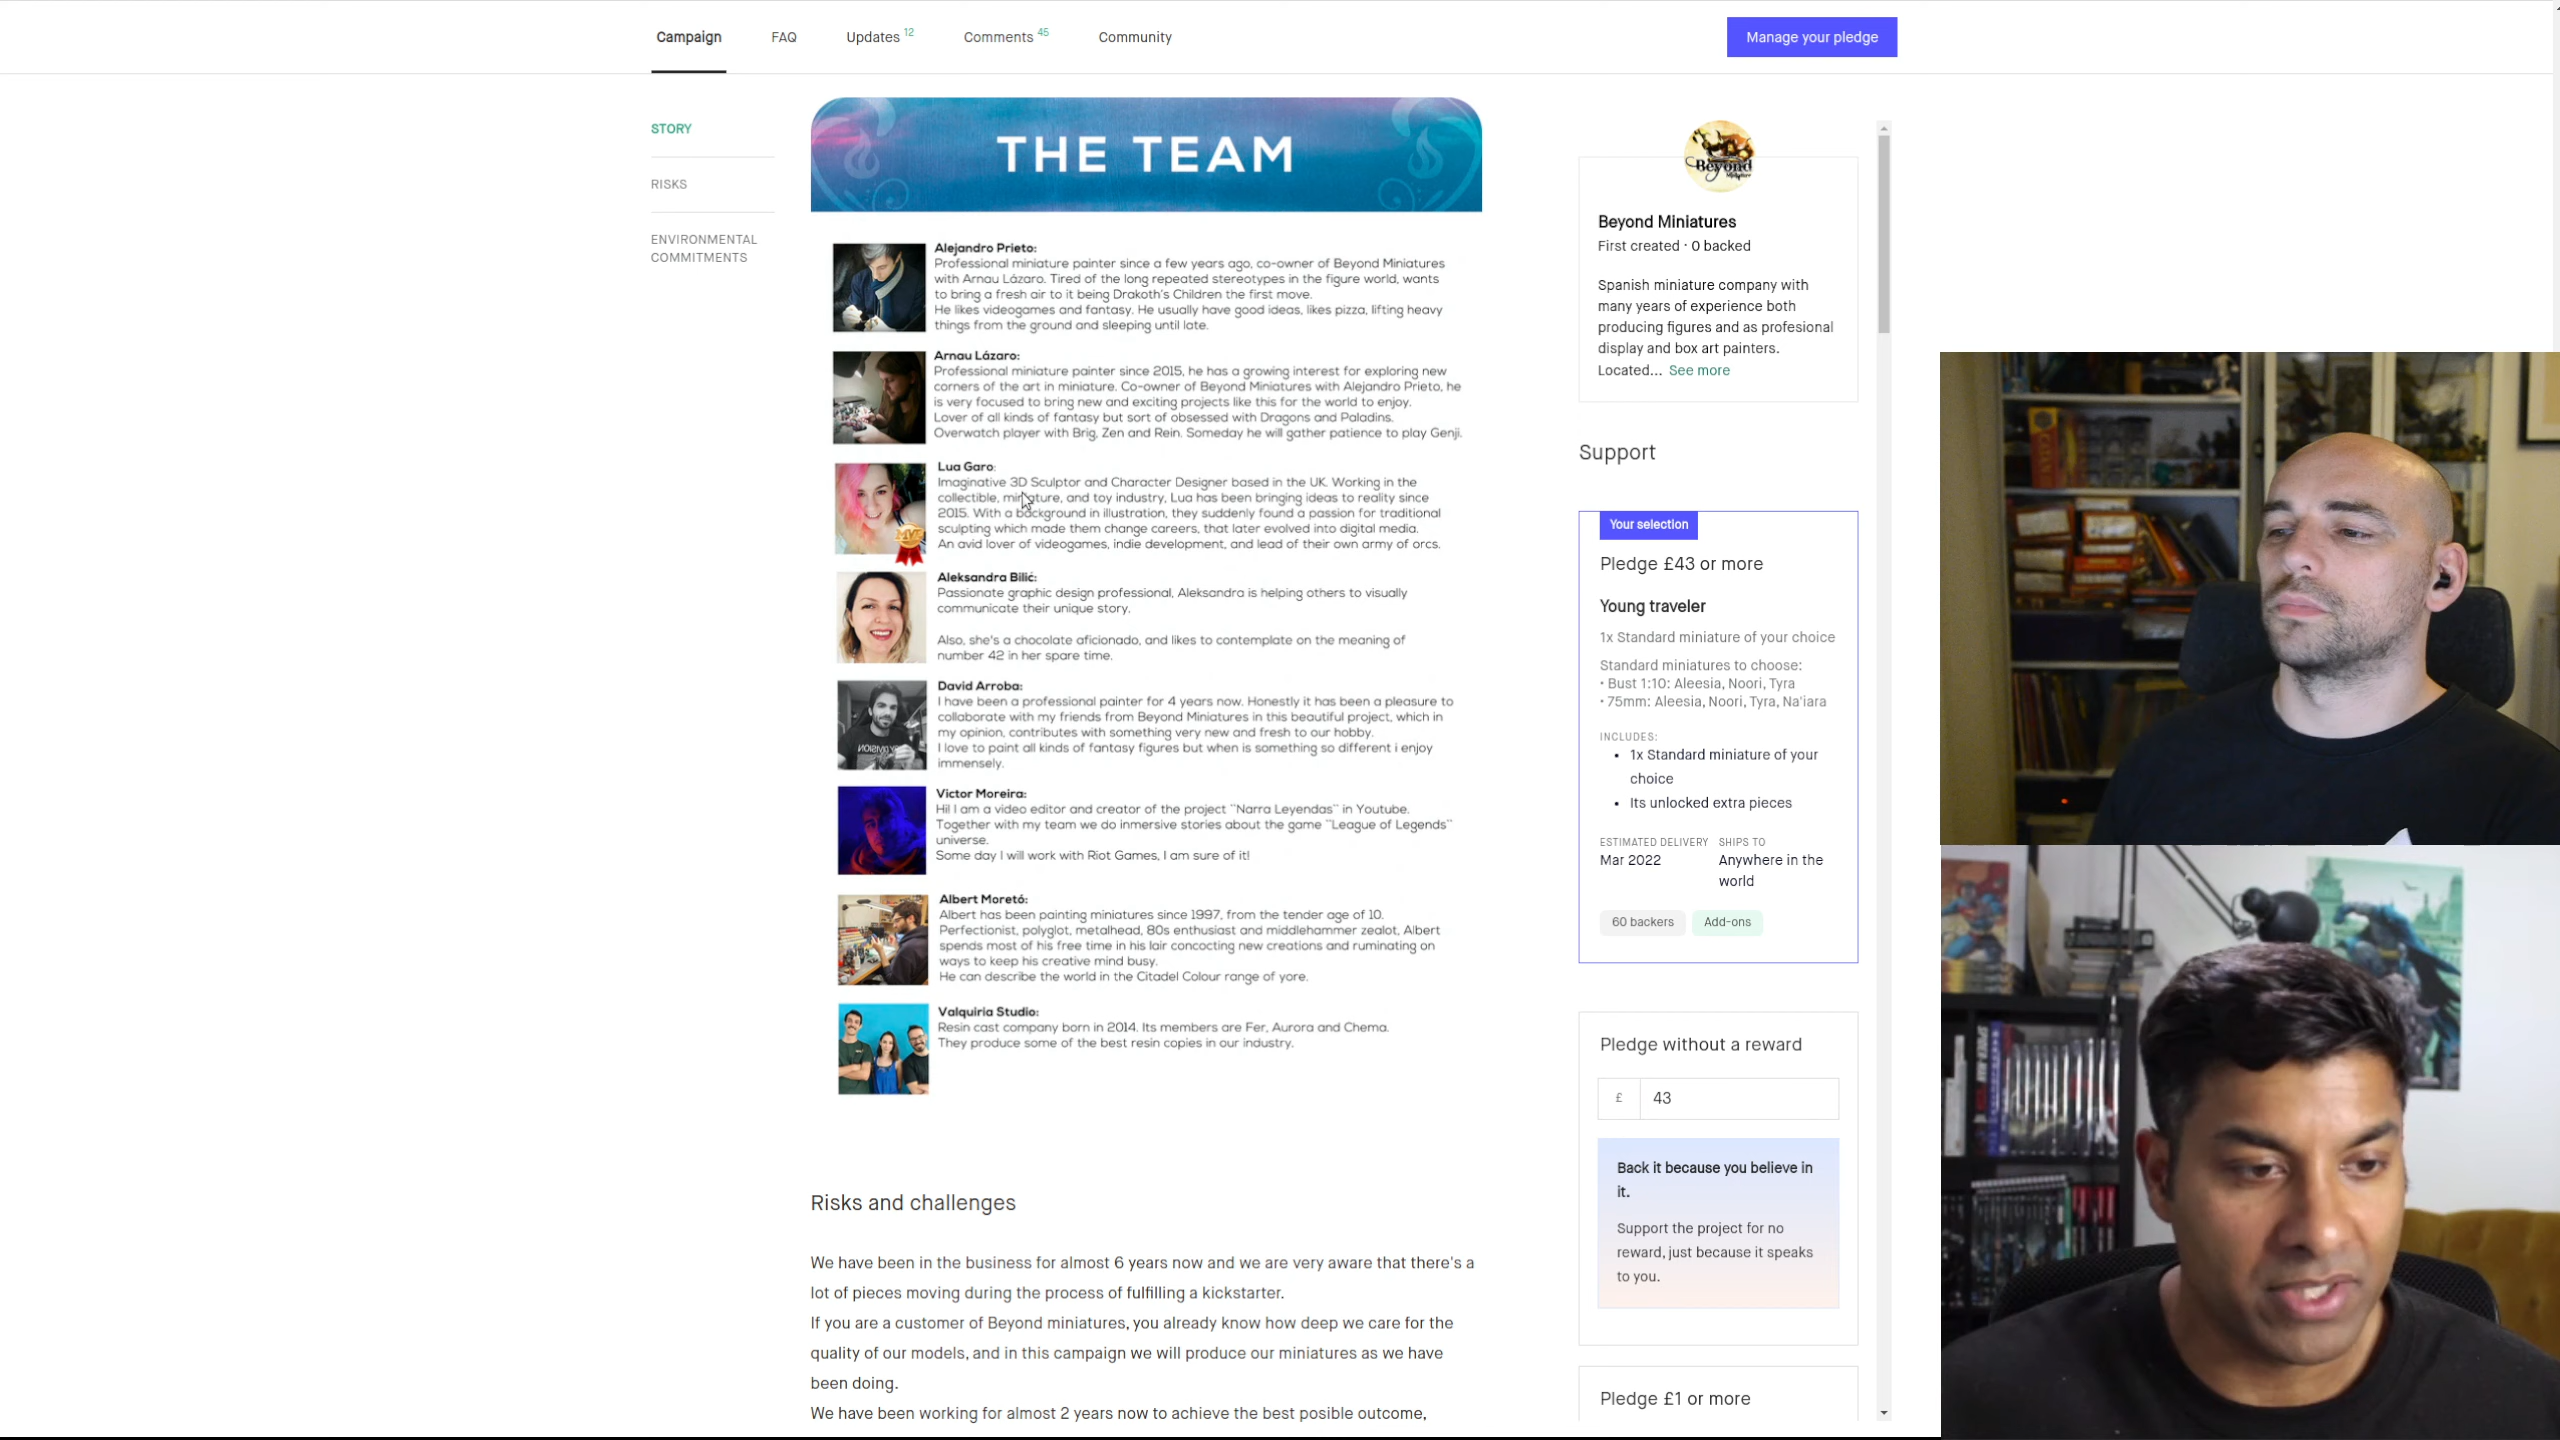 Campaign
FAQ
Updates 12
Comments 45
Community
Manage your pledge
STORY
RISKS
ENVIRONMENTAL
COMMITMENTS
THE TEAM
Alejandro Prieto:
Professional miniature painter since a few years ago, co-owner of Beyond Miniatures
with Arnau Lázaro. Tired of the long repeated stereotypes in the figure world, wants
to bring a fresh air to it being Drakoth's Children the first move.
He likes videogames and fantasy. He usually have good ideas, likes pizza, lifting heavy
things from the ground and sleeping until late.
Arnau Lázaro:
Professional miniature painter since 2015, he has a growing interest for exploring new
corners of the art in miniature. Co-owner of Beyond Miniatures with Alejandro Prieto, he
is very focused to bring new and exciting projects like this for the world to enjoy.
Lover of all kinds of fantasy but sort of obsessed with Dragons and Paladins.
Overwatch player with Brig, Zen and Rein. Someday he will gather patience to play Genji.
Lua Garo:
Imaginative 3D Sculptor and Character Designer based in the UK. Working in the
collectible, miniature, and toy industry, Lua has been bringing ideas to reality since
2015. With a background in illustration, they suddenly found a passion for traditional
sculpting which made them change careers, that later evolved into digital media.
An avid lover of videogames, indie development, and lead of their own army of orcs.
MVP
Aleksandra Bilić:
Passionate graphic design professional, Aleksandra is helping others to visually
communicate their unique story.
Also, she's a chocolate aficionado, and likes to contemplate on the meaning of
number 42 in her spare time.
David Arroba:
I have been a professional painter for 4 years now. Honestly it has been a pleasure to
collaborate with my friends from Beyond Miniatures in this beautiful project, which in
my opinion, contributes with something very new and fresh to our hobby.
I love to paint all kinds of fantasy figures but when is something so different i enjoy
immensely.
Victor Moreira:
Hi! I am a video editor and creator of the project ``Narra Leyendas`` in Youtube.
Together with my team we do inmersive stories about the game ``League of Legends``
universe.
Some day I will work with Riot Games, I am sure of it!
Albert Moretó:
Albert has been painting miniatures since 1997, from the tender age of 10.
Perfectionist, polyglot, metalhead, 80s enthusiast and middlehammer zealot, Albert
spends most of his free time in his lair concocting new creations and ruminating on
ways to keep his creative mind busy.
He can describe the world in the Citadel Colour range of yore.
Valquiria Studio:
Resin cast company born in 2014. Its members are Fer, Aurora and Chema.
They produce some of the best resin copies in our industry.
Risks and challenges
We have been in the business for almost 6 years now and we are very aware that there's a
lot of pieces moving during the process of fulfilling a kickstarter.
If you are a customer of Beyond miniatures, you already know how deep we care for the
quality of our models, and in this campaign we will produce our miniatures as we have
been doing.
We have been working for almost 2 years now to achieve the best posible outcome,
Beyond
Beyond Miniatures
First created · 0 backed
Spanish miniature company with
many years of experience both
producing figures and as profesional
display and box art painters.
Located... See more
Support
Your selection
Pledge £43 or more
Young traveler
1x Standard miniature of your choice
Standard miniatures to choose:
• Bust 1:10: Aleesia, Noori, Tyra
• 75mm: Aleesia, Noori, Tyra, Na'iara
INCLUDES:
• 1x Standard miniature of your
choice
• Its unlocked extra pieces
ESTIMATED DELIVERY
Mar 2022
SHIPS TO
Anywhere in the
world
60 backers
Add-ons
Pledge without a reward
£ 43
Back it because you believe in
it.
Support the project for no
reward, just because it speaks
to you.
Pledge £1 or more